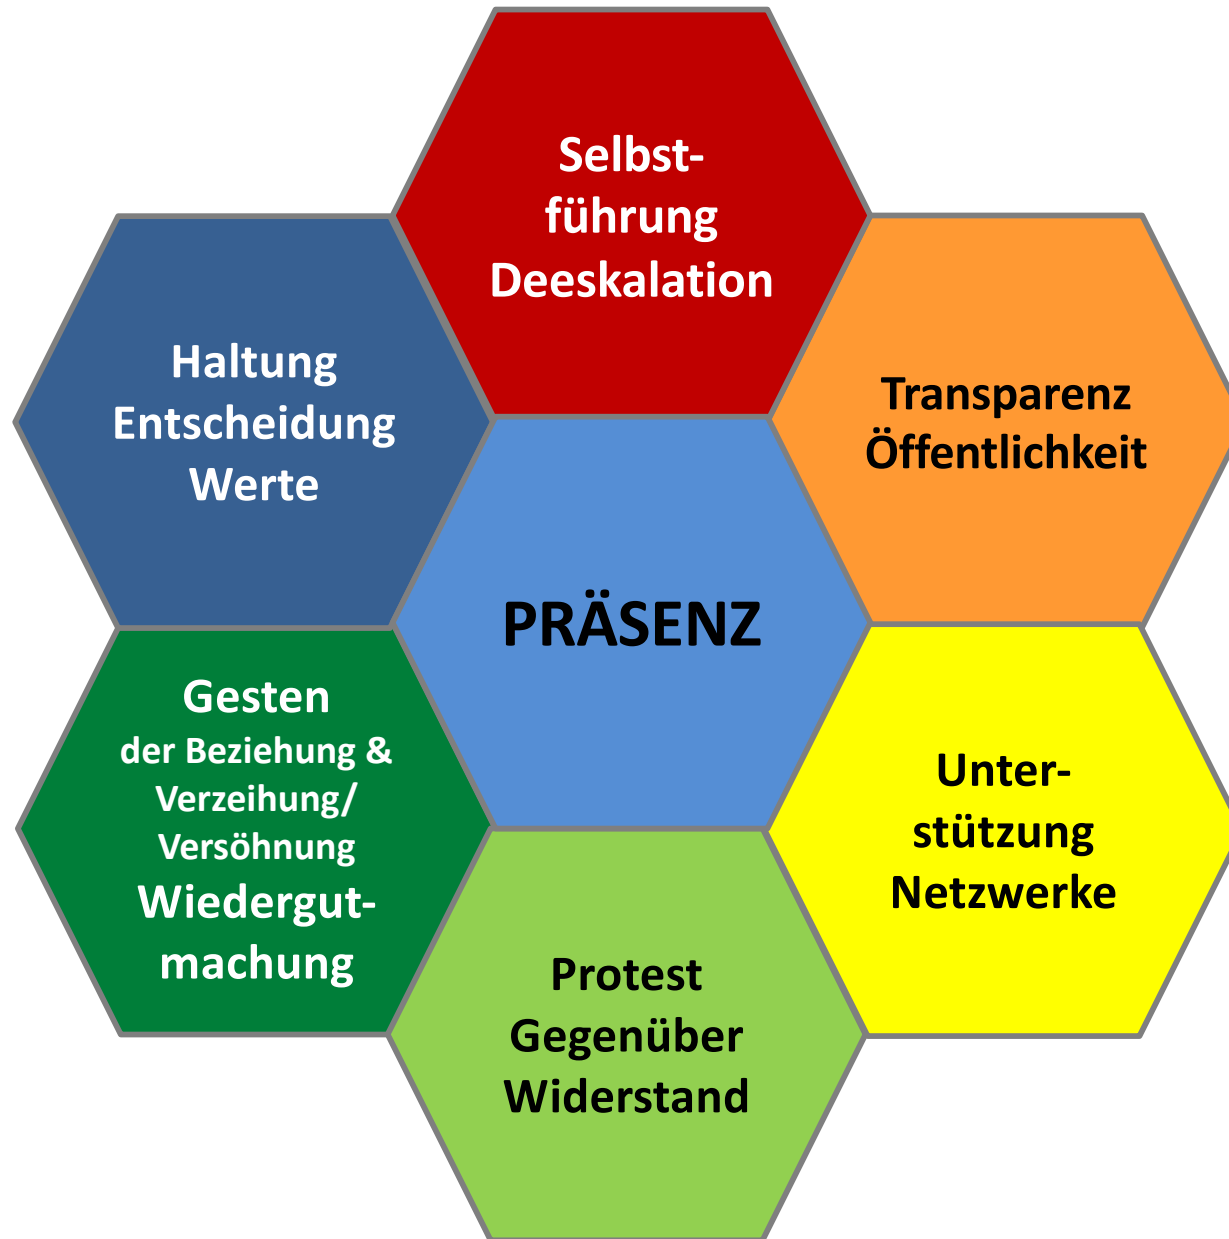 Selbst-
führung
Deeskalation
Haltung
Entscheidung
Werte
Transparenz
Öffentlichkeit
PRÄSENZ
Gesten
der Beziehung &
Verzeihung/
Versöhnung
Wiedergut-
machung
Unter-
stützung
Netzwerke
Protest
Gegenüber
Widerstand